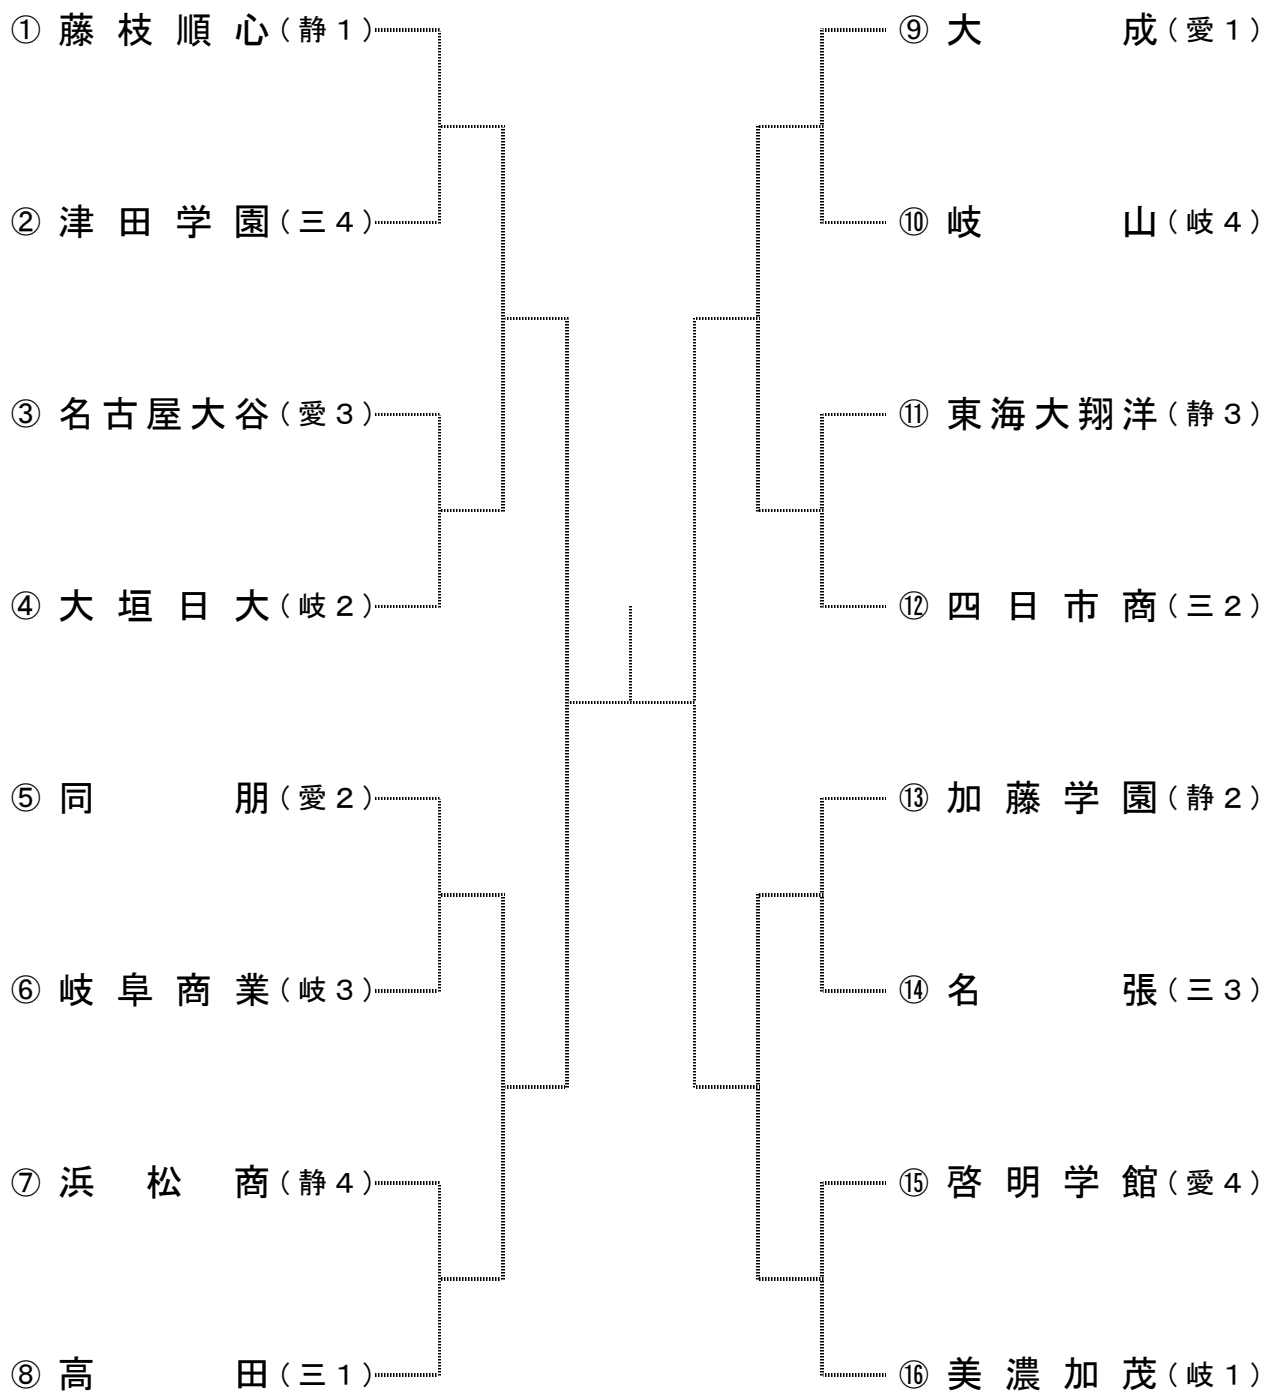 ① 藤枝順心(静1)
② 津田学園(三4)
③ 名古屋大谷(愛3)
④ 大垣日大(岐2)
⑤ 同朋(愛2)
⑥ 岐阜商業(岐3)
⑦ 浜松商(静4)
⑧ 高田(三1)
⑨ 大成(愛1)
⑩ 岐山(岐4)
⑪ 東海大翔洋(静3)
⑫ 四日市商(三2)
⑬ 加藤学園(静2)
⑭ 名張(三3)
⑮ 啓明学館(愛4)
⑯ 美濃加茂(岐1)